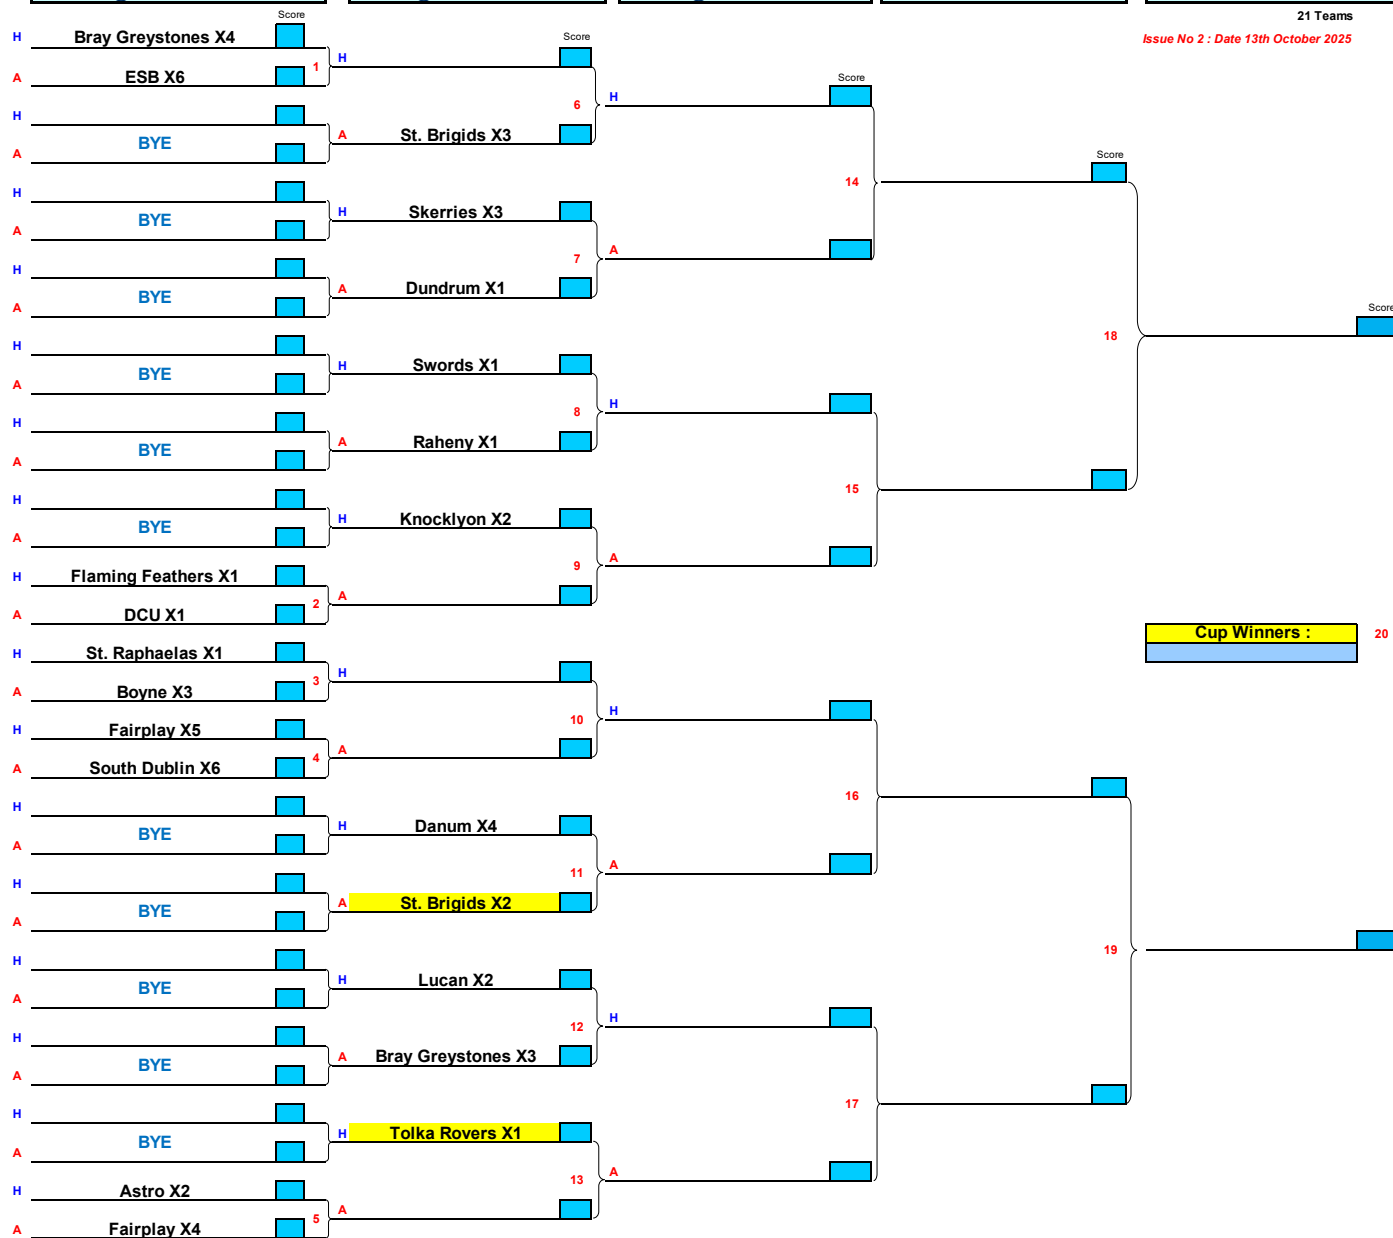 21 Teams
Issue No 2 : Date 13th October 2025
Score
H Bray Greystones X4
A ESB X6
1
H
Score
6
A St. Brigids X3
H
Score
H
BYE
A
H
BYE
A
H Skerries X3
7
A Dundrum X1
A
14
Score
H
BYE
A
H
BYE
A
H Swords X1
8
A Raheny X1
H
18
Score
H
BYE
A
H
BYE
A
H Knocklyon X2
9
A
A
15
H Flaming Feathers X1
A DCU X1
2
Cup Winners :
20
H St. Raphaelas X1
A Boyne X3
3
H
10
A
H
H Fairplay X5
A South Dublin X6
4
16
H
BYE
A
H Danum X4
11
A St. Brigids X2
A
H
BYE
A
19
H
BYE
A
H Lucan X2
12
A Bray Greystones X3
H
H
BYE
A
17
H
BYE
A
H Tolka Rovers X1
13
A
A
H Astro X2
A Fairplay X4
5